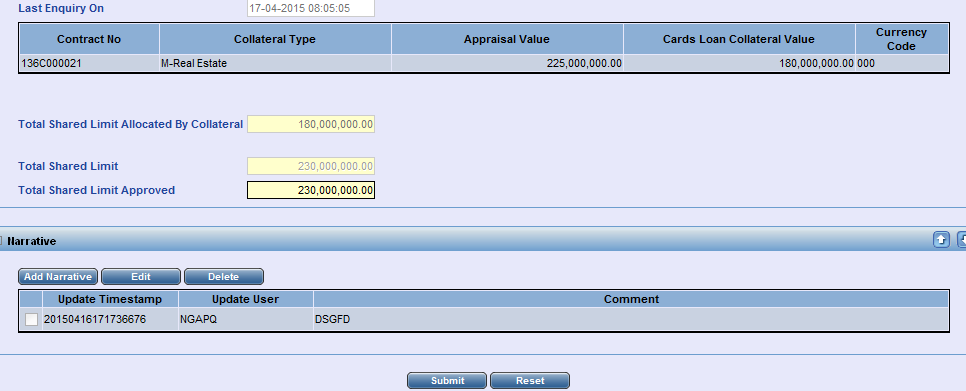 Last Enquiry On 17-04-2015 08:05:05
Contract No Collateral Type Appraisal Value Cards Loan Collateral Value Currency Code
136C000021 M-Real Estate 225,000,000.00 180,000,000.00 000
Total Shared Limit Allocated By Collateral 180,000,000.00
Total Shared Limit 230,000,000.00
Total Shared Limit Approved 230,000,000.00
Narrative
Add Narrative Edit Delete
Update Timestamp Update User Comment
20150416171736676 NGAPQ DSGFD
Submit Reset